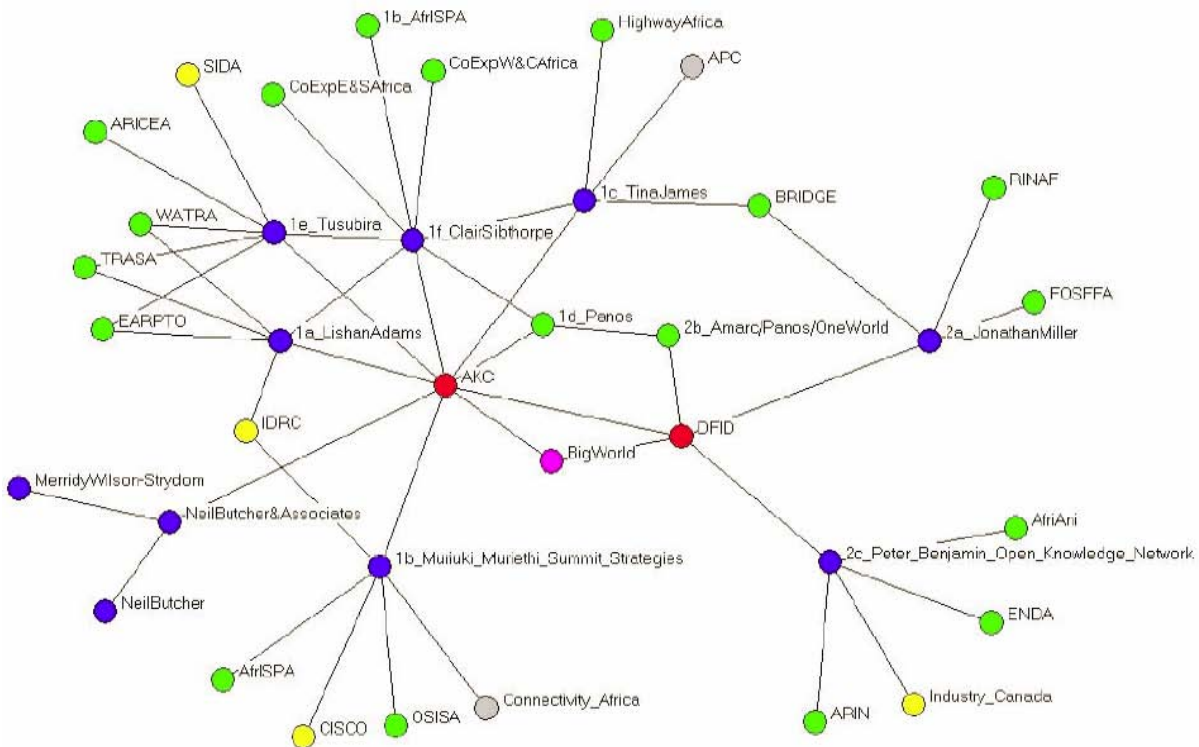 1b_AfrISPA
HighwayAfrica
SIDA
CoExpW&CAfrica
APC
CoExpE&SAfrica
ARICEA
RINAF
1c_TinaJames
BRIDGE
WATRA
1e_Tusubira
1f_ClairSibthorpe
TRASA
FOSFFA
EARPTO
1a_LishanAdams
1d_Panos
2b_Amarc/Panos/OneWorld
2a_JonathanMiller
AKC
IDRC
DFID
BigWorld
MerridyWilson-Strydom
NeilButcher&Associates
AfriAfri
2c_Peter_Benjamin_Open_Knowledge_Network
1b_Muriuki_Muriethi_Summit_Strategies
NeilButcher
ENDA
AfrISPA
Connectivity_Africa
Industry_Canada
CISCO
OSISA
ARIN